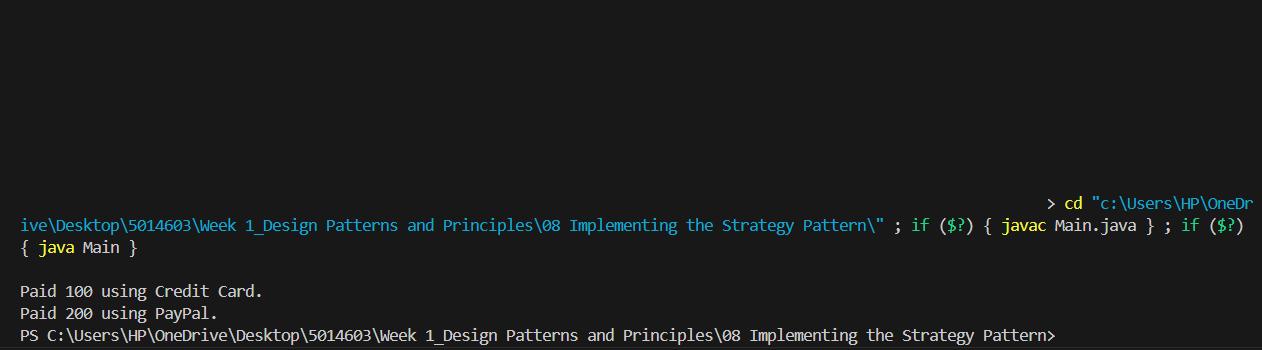 > cd "c:\Users\HP\OneDr
ive\Desktop\5014603\Week 1_Design Patterns and Principles\08 Implementing the Strategy Pattern\" ; if ($?) { javac Main.java } ; if ($?)
{ java Main }
Paid 100 using Credit Card.
Paid 200 using PayPal.
PS C:\Users\HP\OneDrive\Desktop\5014603\Week 1_Design Patterns and Principles\08 Implementing the Strategy Pattern>